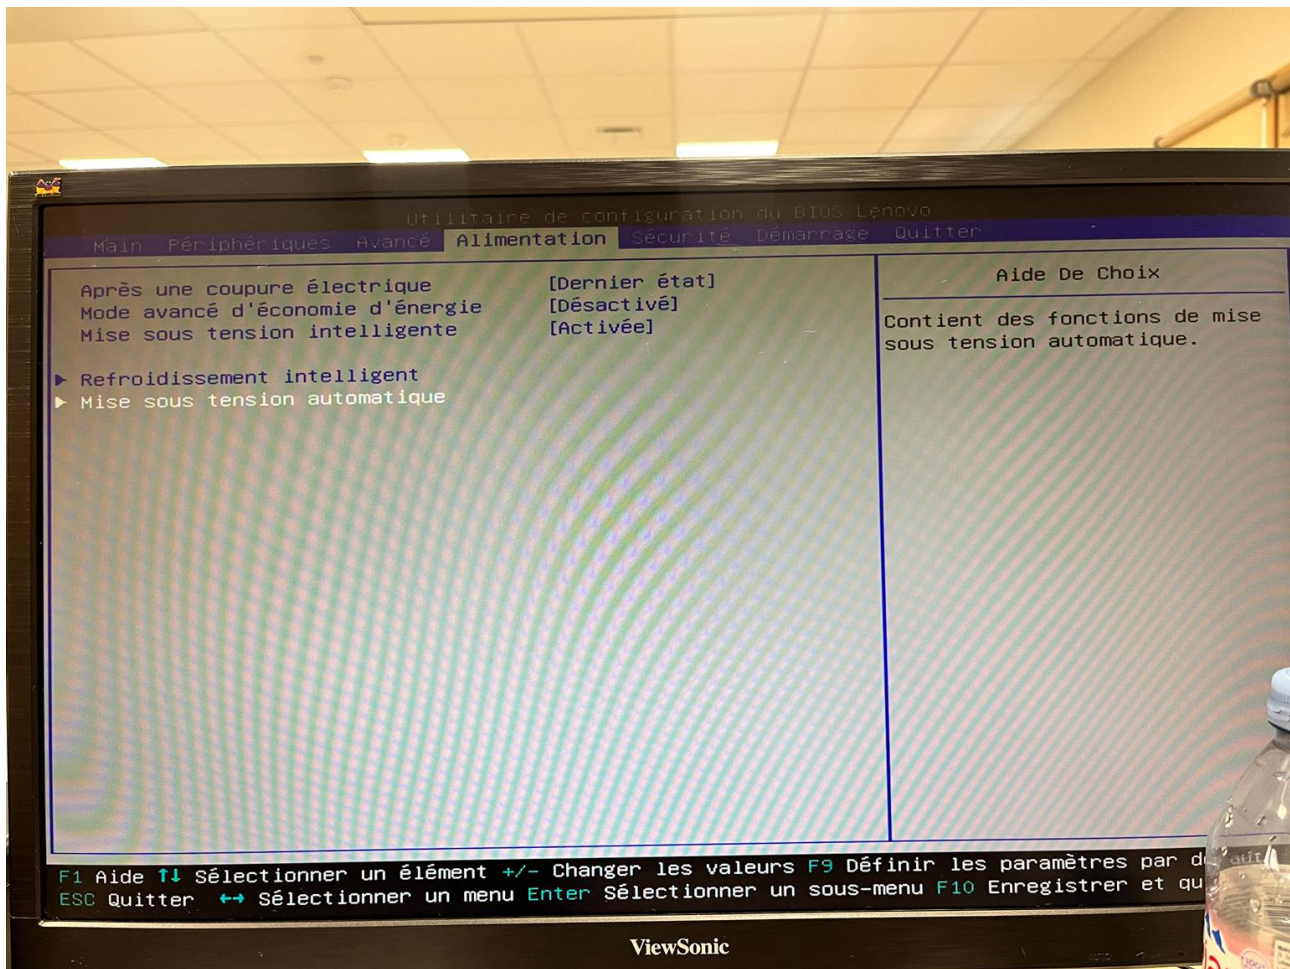 Utilitaire de configuration du BIOS Lenovo
Main Périphériques Avancé Alimentation Sécurité Démarrage Quitter
Après une coupure électrique [Dernier état]
Mode avancé d'économie d'énergie [Désactivé]
Mise sous tension intelligente [Activée]
▶ Refroidissement intelligent
▶ Mise sous tension automatique
Aide De Choix
Contient des fonctions de mise
sous tension automatique.
F1 Aide ↑↓ Sélectionner un élément +/- Changer les valeurs F9 Définir les paramètres par
ESC Quitter ←→ Sélectionner un menu Enter Sélectionner un sous-menu F10 Enregistrer et qu
ViewSonic